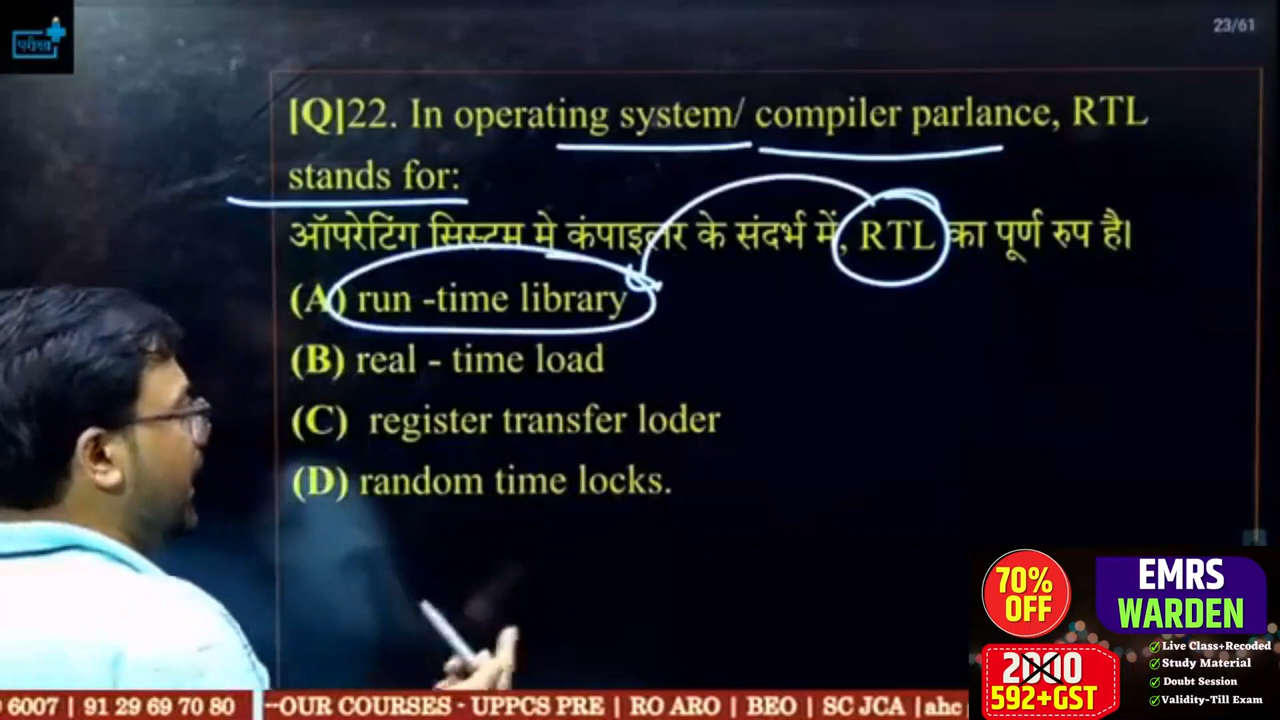 परीक्षा
23/61
[Q]22. In operating system/ compiler parlance, RTL
stands for:
ऑपरेटिंग सिस्टम मे कंपाइलर के संदर्भ में, RTL का पूर्ण रुप है।
(A) run -time library
(B) real - time load
(C) register transfer loder
(D) random time locks.
70%
OFF
EMRS
WARDEN
2000
592+GST
Live Class+Recoded
Study Material
Doubt Session
Validity-Till Exam
6007 | 91 29 69 70 80 --OUR COURSES - UPPCS PRE | RO ARO | BEO | SC JCA |ahc